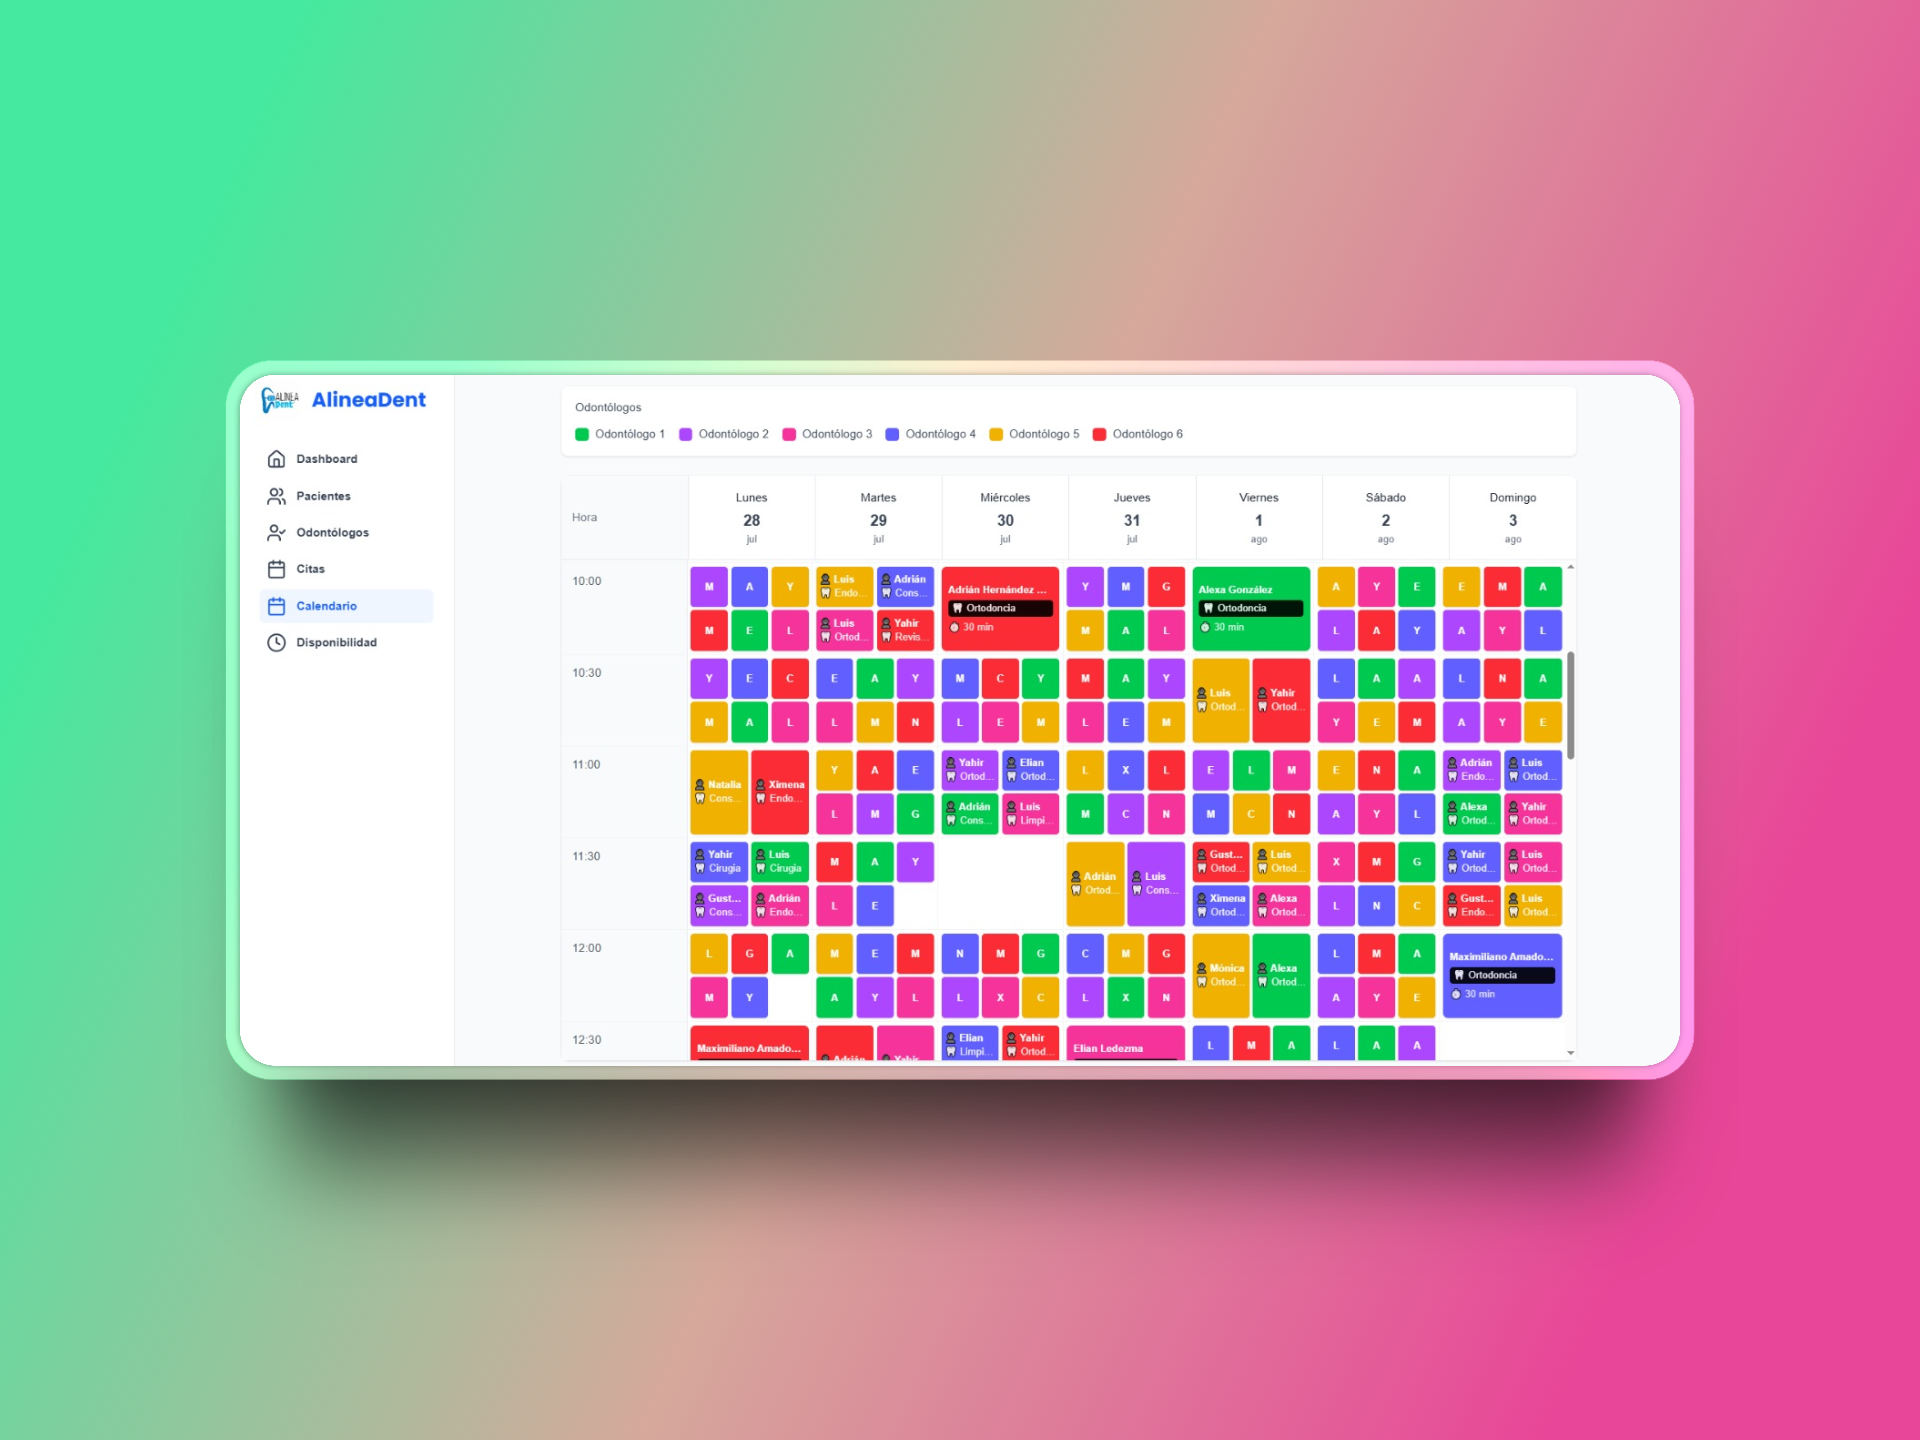 ALINEA
Dent
AlineaDent
Dashboard
Pacientes
Odontólogos
Citas
Calendario
Disponibilidad
Odontólogos
Odontólogo 1 Odontólogo 2 Odontólogo 3 Odontólogo 4 Odontólogo 5 Odontólogo 6
Hora
Lunes Martes Miércoles Jueves Viernes Sábado Domingo
28 29 30 31 1 2 3
jul jul jul jul ago ago ago
10:00
M A Y Luis Adrián Adrián Hernández ... Y M G Alexa González A Y E E M A
Endo... Cons... Ortodoncia Ortodoncia
M E L Luis Yahir 30 min M A L 30 min L A Y A Y L
Ortod... Revis...
10:30
Y E C E A Y M C Y M A Y Luis Yahir L A A L N A
M A L L M N L E M L E M Ortod... Ortod... Y E M A Y E
11:00
Natalia Ximena Y A E Yahir Elian L X L E L M E N A Adrián Luis
Cons... Endo... Ortod... Ortod... Endo... Ortod...
L M G Adrián Luis M C N M C N A Y L Alexa Yahir
Cons... Limpi... Ortod... Ortod...
11:30
Yahir Luis M A Y Adrián Luis Gust... Luis X M G Yahir Luis
Cirugía Cirugía Ortod... Cons... Ortod... Ortod... Ortod... Ortod...
Gust... Adrián L E Ximena Alexa L N C Gust... Luis
Cons... Endo... Ortod... Ortod... Endo... Ortod...
12:00
L G A M E M N M G C M G Mónica Alexa L M A Maximiliano Amado...
Ortod... Ortod... Ortodoncia
M Y A Y L L X C L X N A Y E 30 min
12:30
Maximiliano Amado... Adrián Yahir Elian Yahir Elian Ledezma L M A L A A
Limpi... Ortod...